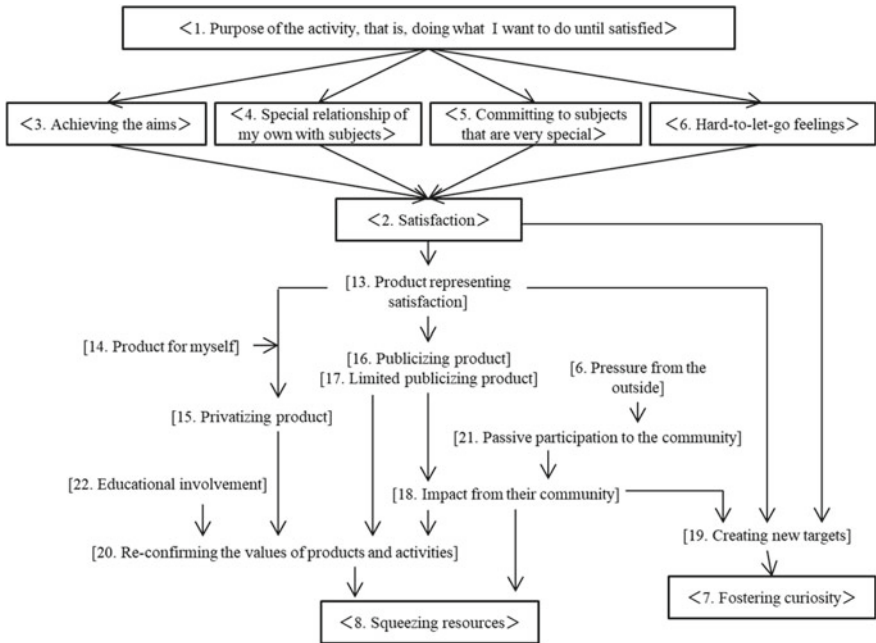 <1. Purpose of the activity, that is, doing what I want to do until satisfied>
<3. Achieving the aims>
<4. Special relationship of
my own with subjects>
<5. Committing to subjects
that are very special>
<6. Hard-to-let-go feelings>
<2. Satisfaction>
[13. Product representing
satisfaction]
[14. Product for myself]
[16. Publicizing product]
[17. Limited publicizing product]
[6. Pressure from the
outside]
[15. Privatizing product]
[21. Passive participation to the community]
[22. Educational involvement]
[18. Impact from their community]
[19. Creating new targets]
[20. Re-confirming the values of products and activities]
<7. Fostering curiosity>
<8. Squeezing resources>